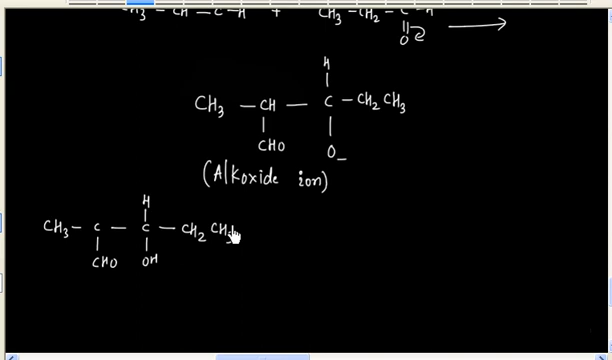 CH3 — CH — C — H + CH3 — CH2 — C — H
O
H
CH3 — CH — C — CH2 CH3
CHO O−
(Alkoxide ion)
H
CH3 — C — C — CH2 CH3
CHO OH